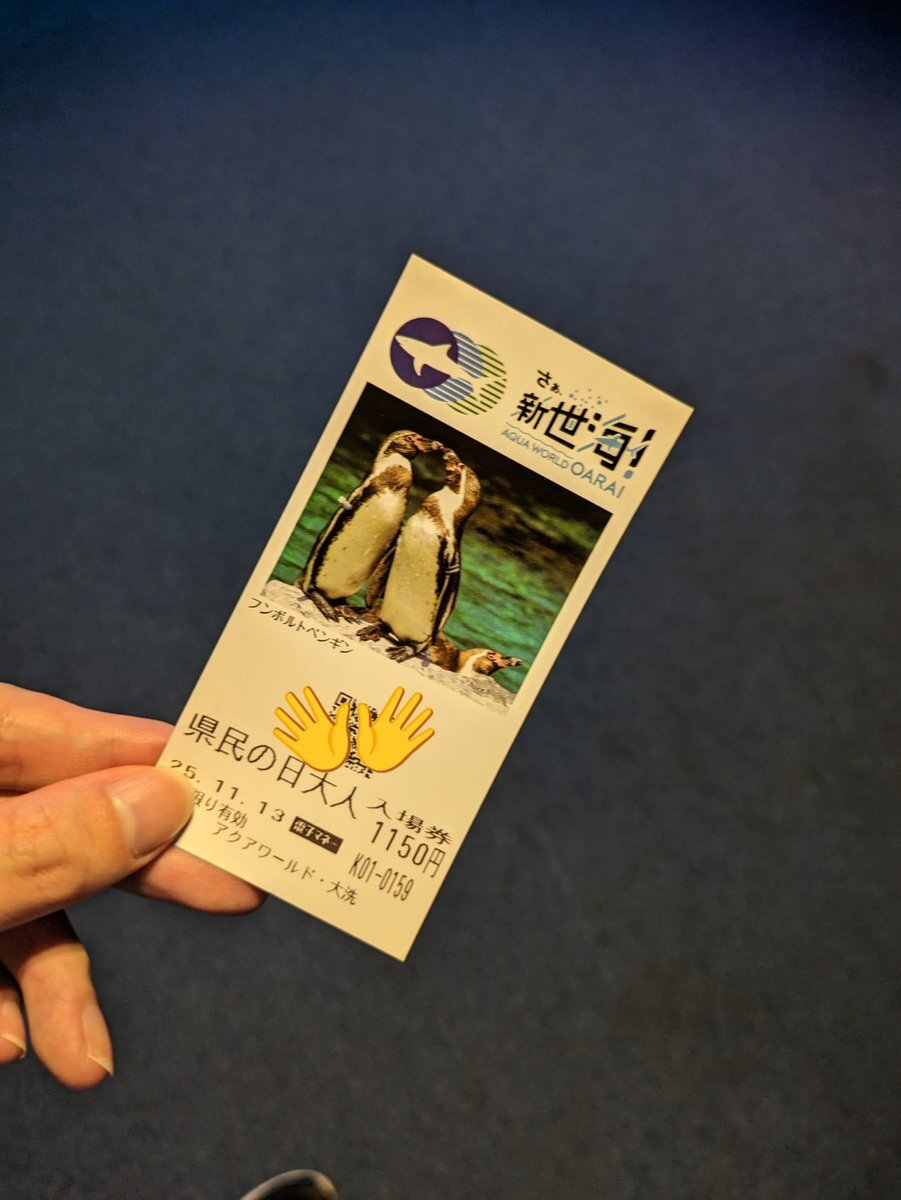 さぁ、
新世海！
AQUA WORLD OARAI
フンボルトペンギン
県民の日大人 入場券
25.11.13 電子マネー 1150円
限り有効 K01-0159
アクアワールド・大洗